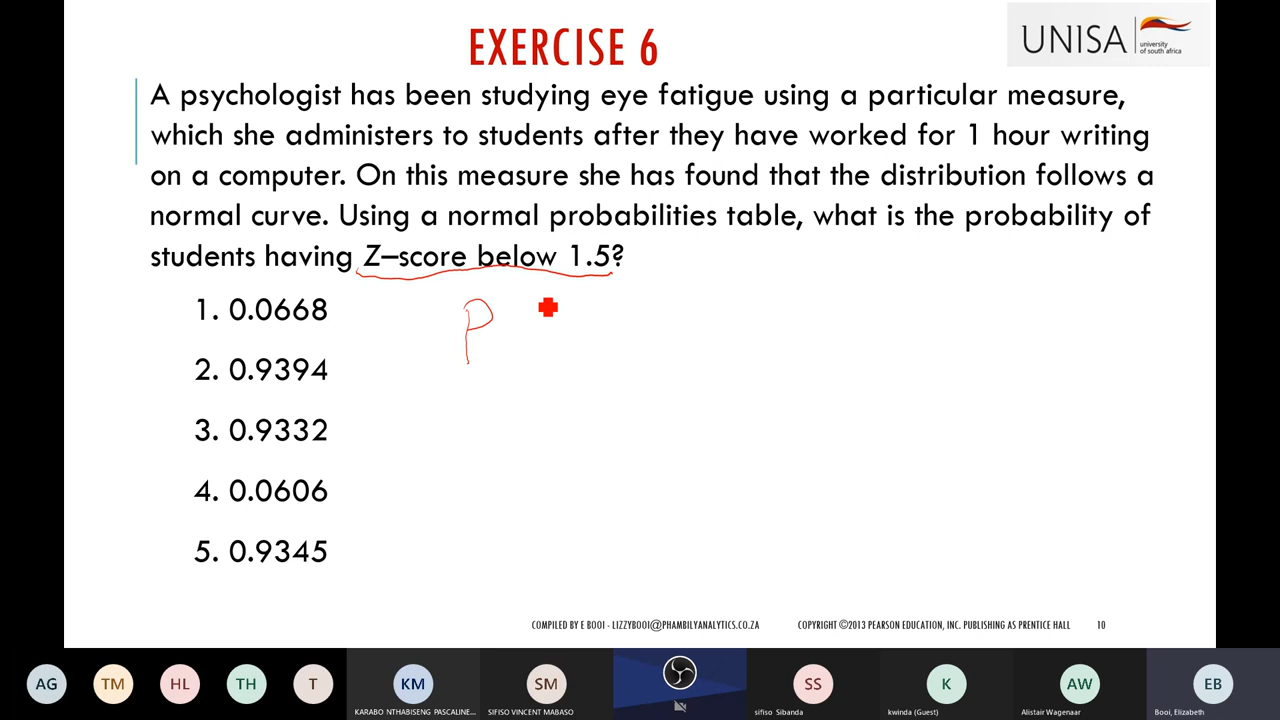 EXERCISE 6
UNISA
university
of south africa
A psychologist has been studying eye fatigue using a particular measure,
which she administers to students after they have worked for 1 hour writing
on a computer. On this measure she has found that the distribution follows a
normal curve. Using a normal probabilities table, what is the probability of
students having Z–score below 1.5?
1. 0.0668
P
2. 0.9394
3. 0.9332
4. 0.0606
5. 0.9345
COMPILED BY E BOOI - LIZZYBOOI@PHAMBILYANALYTICS.CO.ZA
COPYRIGHT ©2013 PEARSON EDUCATION, INC. PUBLISHING AS PRENTICE HALL
10
AG
TM
HL
TH
T
KM
SM
SS
K
AW
EB
KARABO NTHABISENG PASCALINE...
SIFISO VINCENT MABASO
sifiso Sibanda
kwinda (Guest)
Alistair Wagenaar
Booi, Elizabeth